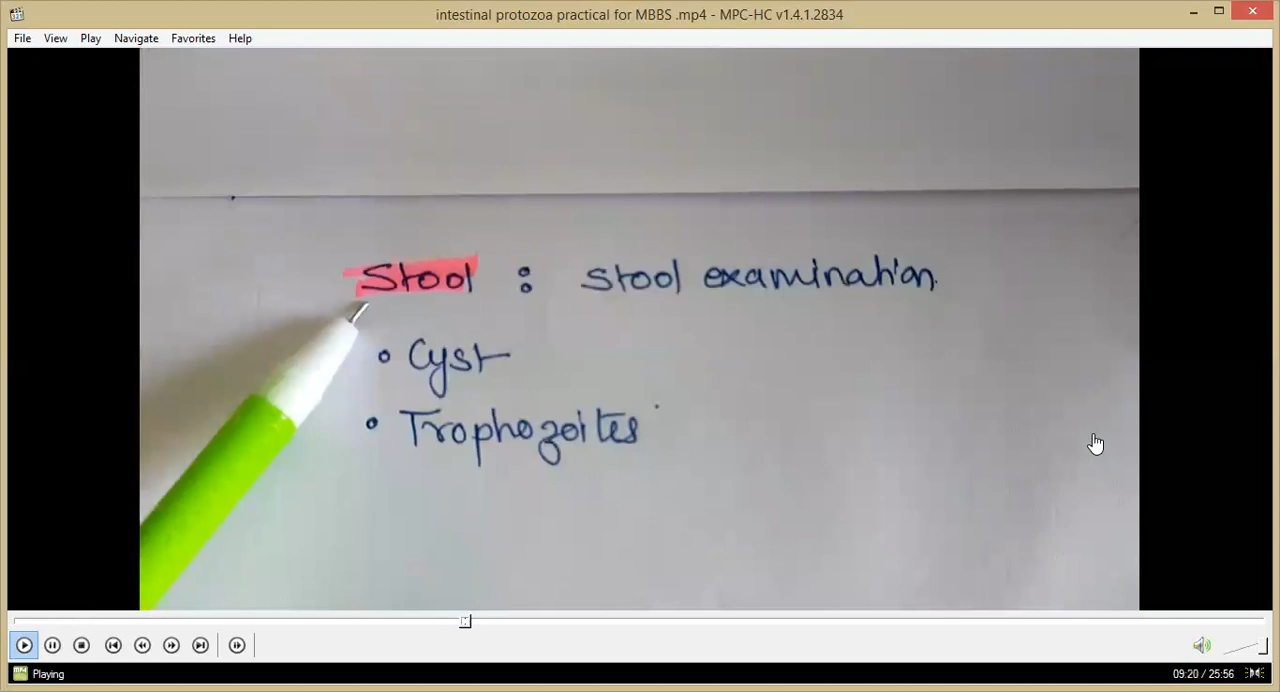 intestinal protozoa practical for MBBS .mp4 - MPC-HC v1.4.1.2834
File View Play Navigate Favorites Help
Stool : Stool examination.
• Cyst
• Trophozoites
Playing
09:20 / 25:56